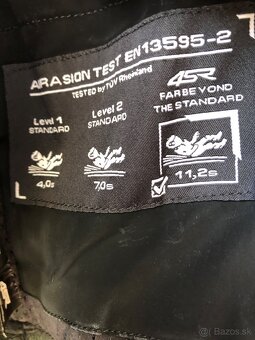 ARASION TEST EN13595-2
TESTED by TÜV Rheinland
Level 1
STANDARD
4,0s
Level 2
STANDARD
7,0s
4SR
FAR BEYOND
THE STANDARD
11,2s
Bazos.sk